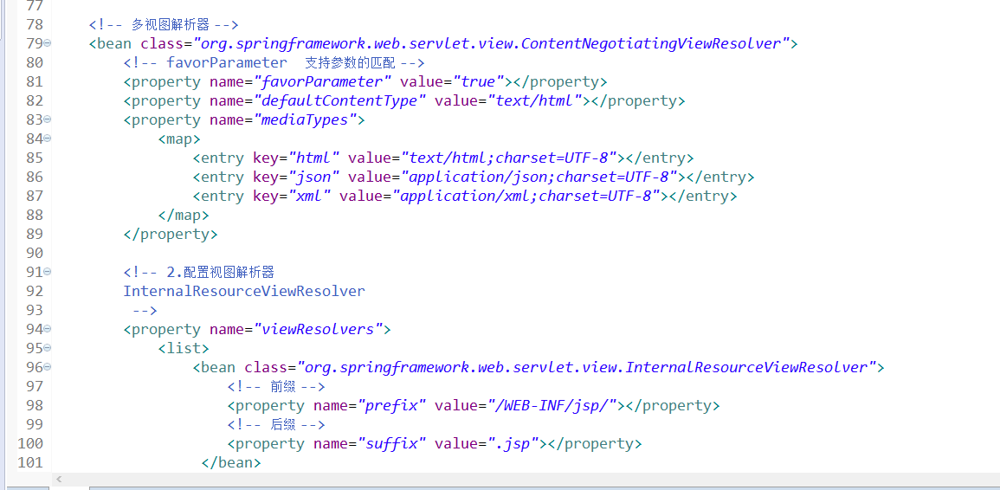 77
78 <!-- 多视图解析器 -->
79 <bean class="org.springframework.web.servlet.view.ContentNegotiatingViewResolver">
80 <!-- favorParameter 支持参数的匹配 -->
81 <property name="favorParameter" value="true"></property>
82 <property name="defaultContentType" value="text/html"></property>
83 <property name="mediaTypes">
84 <map>
85 <entry key="html" value="text/html;charset=UTF-8"></entry>
86 <entry key="json" value="application/json;charset=UTF-8"></entry>
87 <entry key="xml" value="application/xml;charset=UTF-8"></entry>
88 </map>
89 </property>
90
91 <!-- 2.配置视图解析器
92 InternalResourceViewResolver
93 -->
94 <property name="viewResolvers">
95 <list>
96 <bean class="org.springframework.web.servlet.view.InternalResourceViewResolver">
97 <!-- 前缀 -->
98 <property name="prefix" value="/WEB-INF/jsp/"></property>
99 <!-- 后缀 -->
100 <property name="suffix" value=".jsp"></property>
101 </bean>